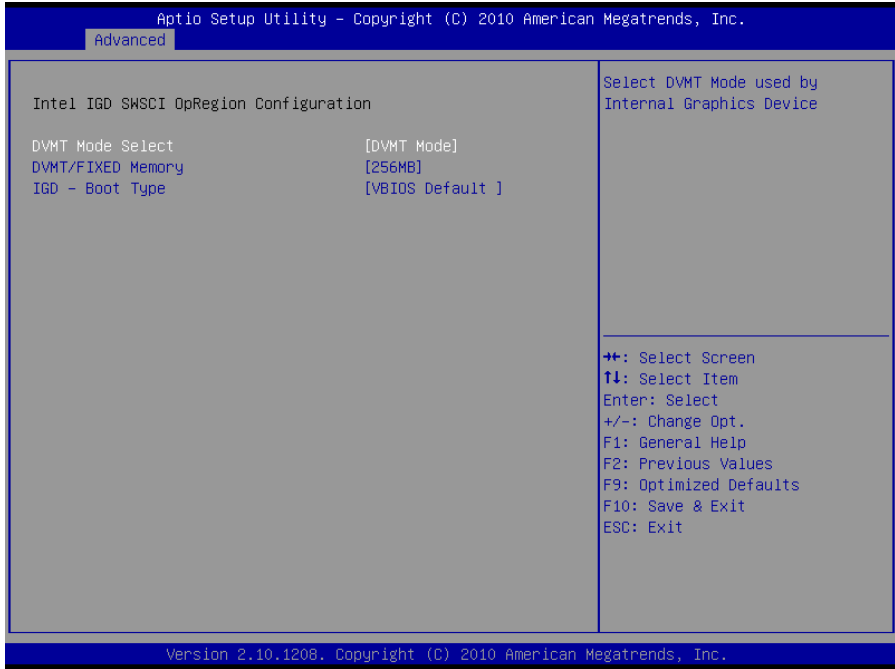 Aptio Setup Utility – Copyright (C) 2010 American Megatrends, Inc.
Advanced
Intel IGD SWSCI OpRegion Configuration
DVMT Mode Select [DVMT Mode]
DVMT/FIXED Memory [256MB]
IGD – Boot Type [VBIOS Default ]
Select DVMT Mode used by
Internal Graphics Device
→←: Select Screen
↑↓: Select Item
Enter: Select
+/–: Change Opt.
F1: General Help
F2: Previous Values
F9: Optimized Defaults
F10: Save & Exit
ESC: Exit
Version 2.10.1208. Copyright (C) 2010 American Megatrends, Inc.